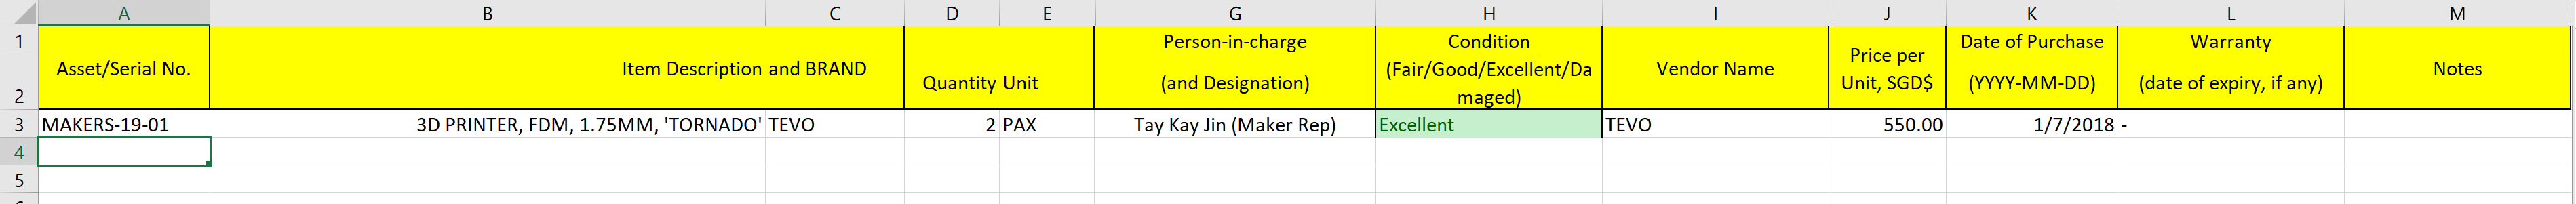 A B C D E G H I J K L M
1 Person-in-charge Condition Price per Date of Purchase Warranty
Asset/Serial No. Item Description and BRAND (Fair/Good/Excellent/Da Vendor Name Notes
Quantity Unit (and Designation) Unit, SGD$ (YYYY-MM-DD) (date of expiry, if any)
2 maged)
3 MAKERS-19-01 3D PRINTER, FDM, 1.75MM, 'TORNADO' TEVO 2 PAX Tay Kay Jin (Maker Rep) Excellent TEVO 550.00 1/7/2018 -
4
5